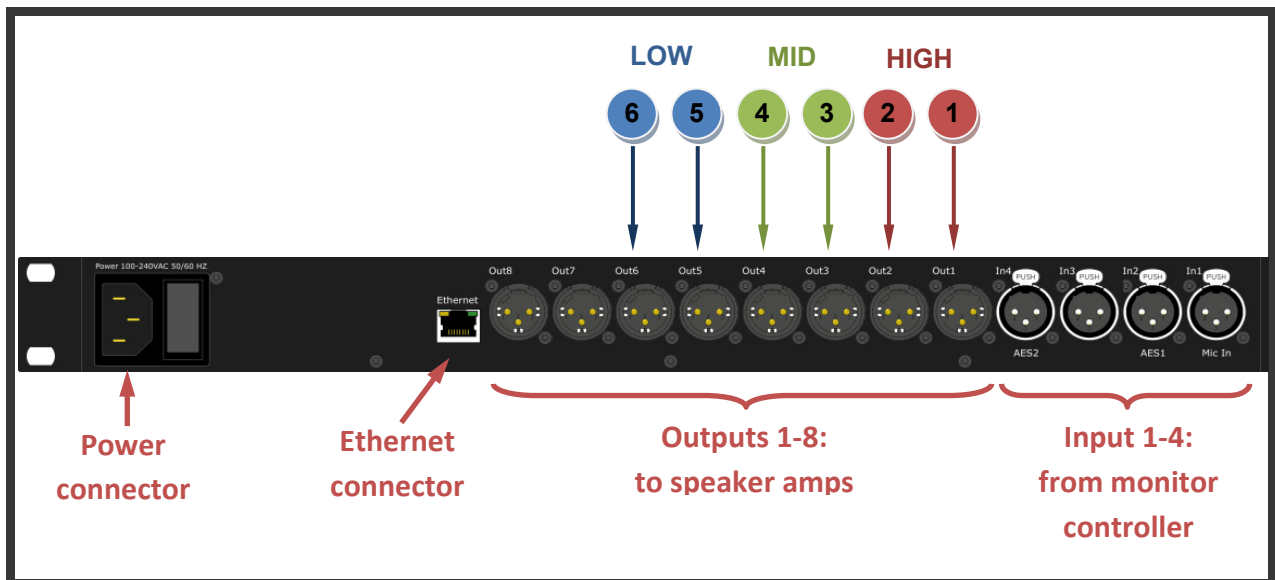 LOW MID HIGH
6 5 4 3 2 1
Power 100-240VAC 50/60 HZ
Out8 Out7 Out6 Out5 Out4 Out3 Out2 Out1 In4 In3 In2 In1
PUSH PUSH PUSH PUSH
Ethernet
AES2 AES1 Mic In
Power
connector
Ethernet
connector
Outputs 1-8:
to speaker amps
Input 1-4:
from monitor
controller